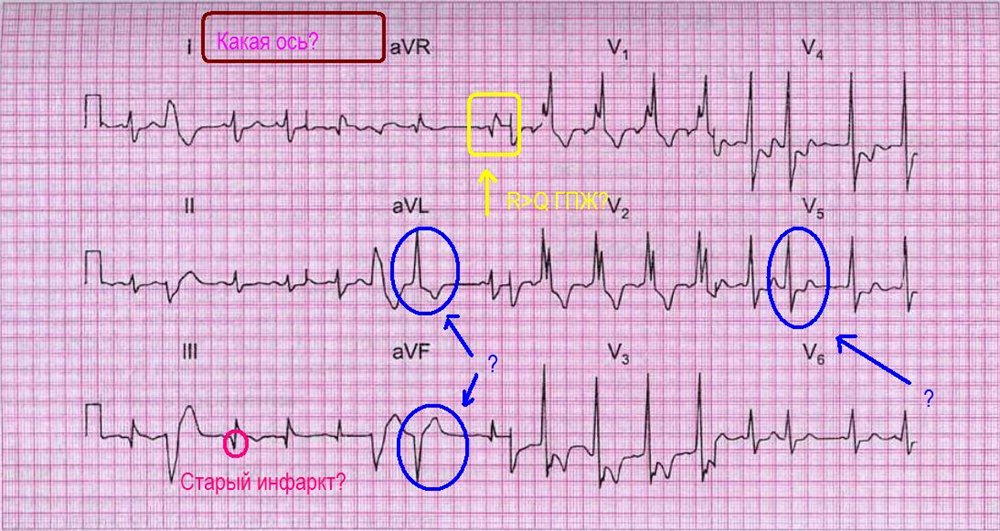 I
Какая ось?
aVR
V1
V4
II
aVL
R>Q ГПЖ?
V2
V5
III
aVF
?
V3
V6
?
Старый инфаркт?